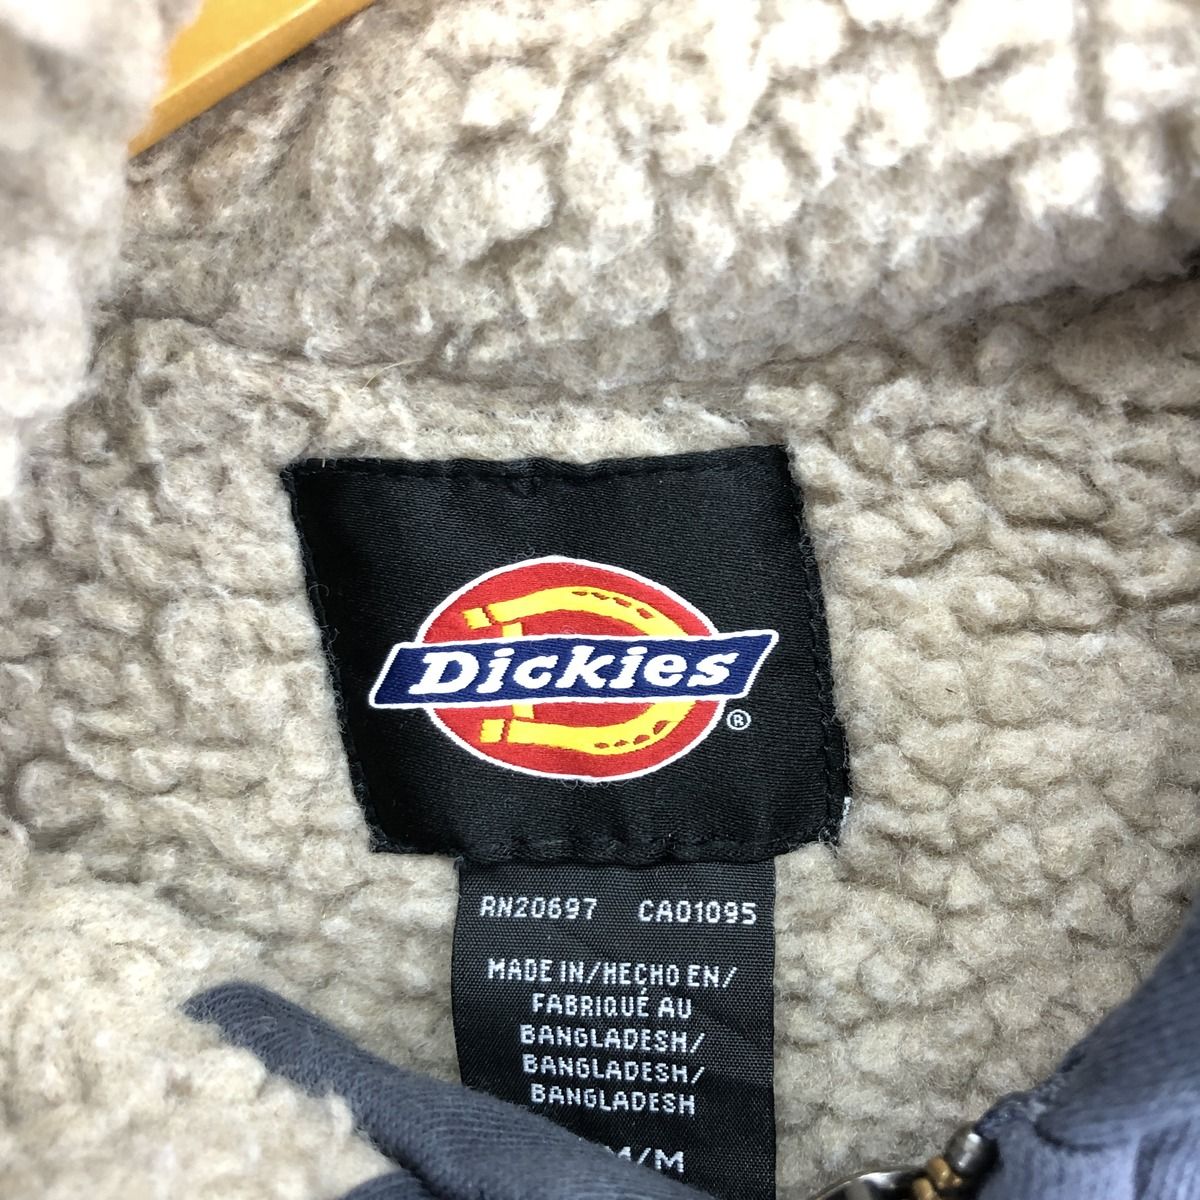 Dickies
®
RN20697 CA01095
MADE IN/HECHO EN/
FABRIQUÉ AU
BANGLADESH/
BANGLADESH/
BANGLADESH
M/M